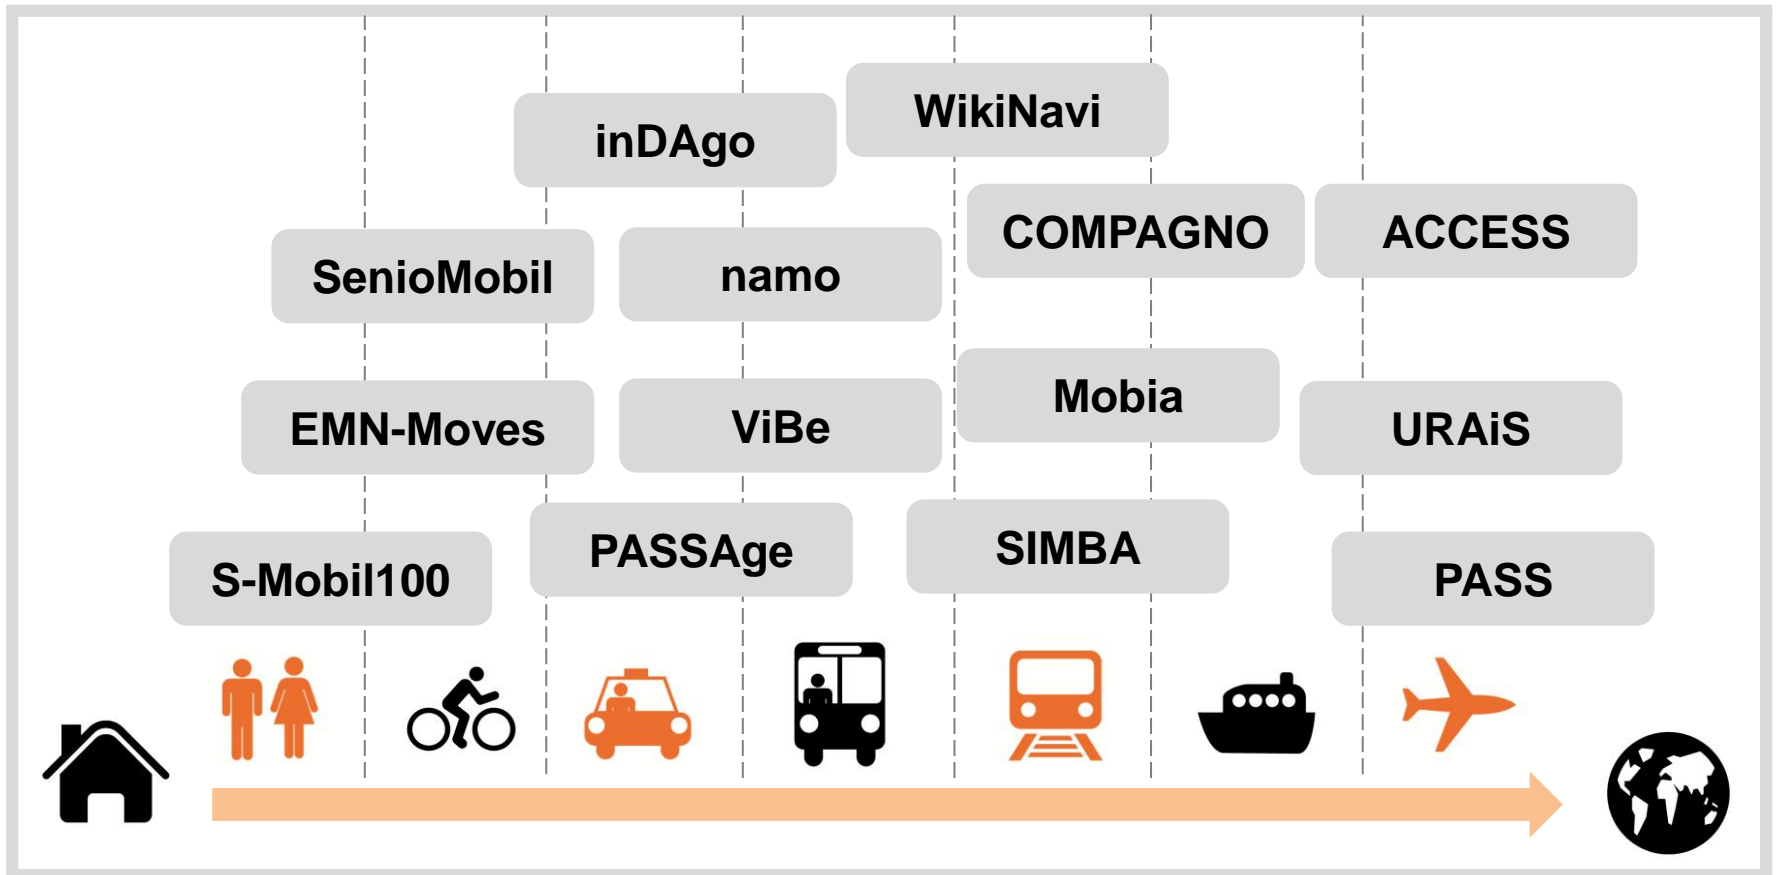 WikiNavi
inDAgo
COMPAGNO
ACCESS
SenioMobil
namo
Mobia
EMN-Moves
ViBe
URAiS
SIMBA
PASSAge
S-Mobil100
PASS